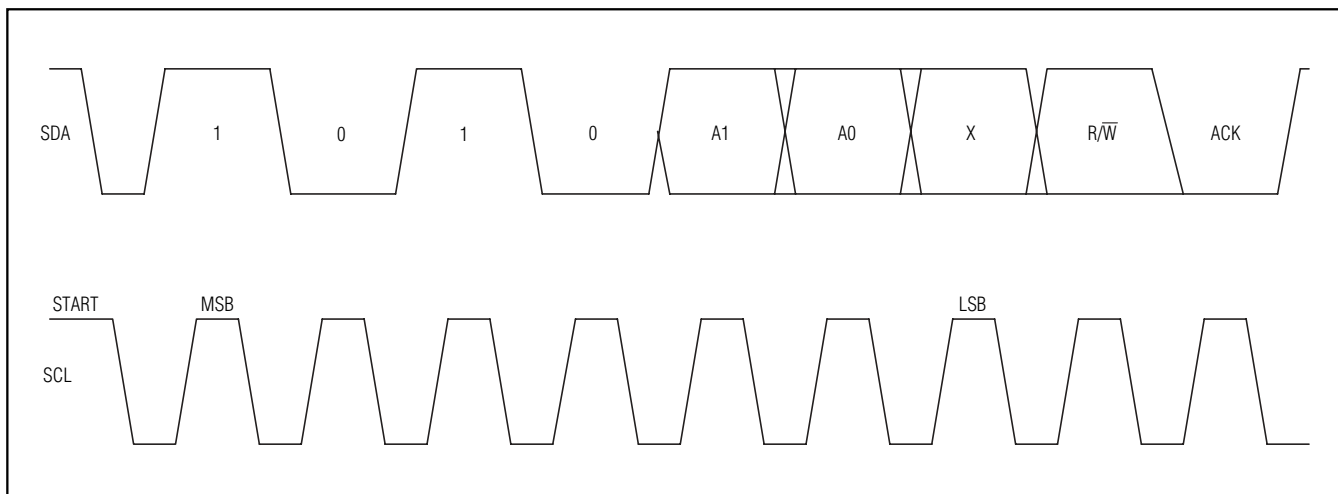 SDA 1 0 1 0 A1 A0 X R/W̅ ACK
START MSB LSB
SCL